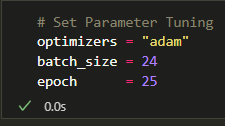 # Set Parameter Tuning
optimizers = "adam"
batch_size = 24
epoch      = 25
0.0s